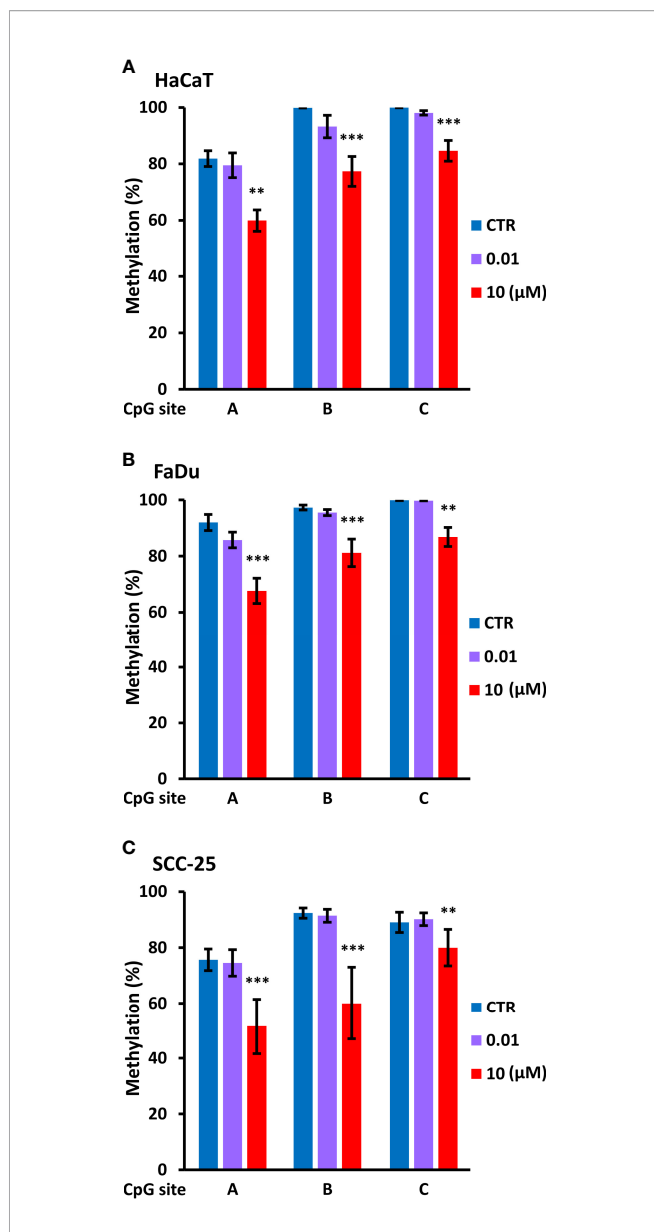 A
HaCaT
Methylation (%)
100
80
60
40
20
0
**
***
***
CTR
0.01
10 (μM)
CpG site A B C
B
FaDu
Methylation (%)
100
80
60
40
20
0
***
***
**
CTR
0.01
10 (μM)
CpG site A B C
C
SCC-25
Methylation (%)
100
80
60
40
20
0
***
***
**
CTR
0.01
10 (μM)
CpG site A B C